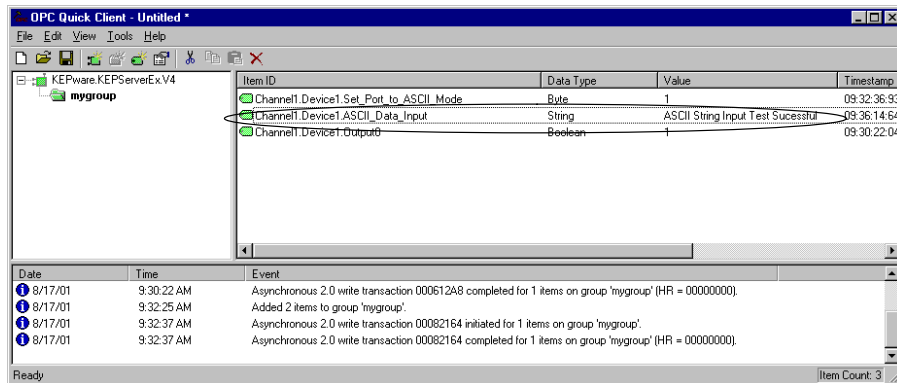 OPC Quick Client - Untitled *
File Edit View Tools Help
KEPware.KEPServerEx.V4
mygroup
Item ID Data Type Value Timestamp
Channel1.Device1.Set_Port_to_ASCII_Mode Byte 1 09:32:36:93
Channel1.Device1.ASCII_Data_Input String ASCII String Input Test Sucessful 09:36:14:64
Channel1.Device1.Output0 Boolean 1 09:30:22:04
Date Time Event
8/17/01 9:30:22 AM Asynchronous 2.0 write transaction 000612A8 completed for 1 items on group 'mygroup' (HR = 00000000).
8/17/01 9:32:25 AM Added 2 items to group 'mygroup'.
8/17/01 9:32:37 AM Asynchronous 2.0 write transaction 00082164 initiated for 1 items on group 'mygroup'.
8/17/01 9:32:37 AM Asynchronous 2.0 write transaction 00082164 completed for 1 items on group 'mygroup' (HR = 00000000).
Ready Item Count: 3